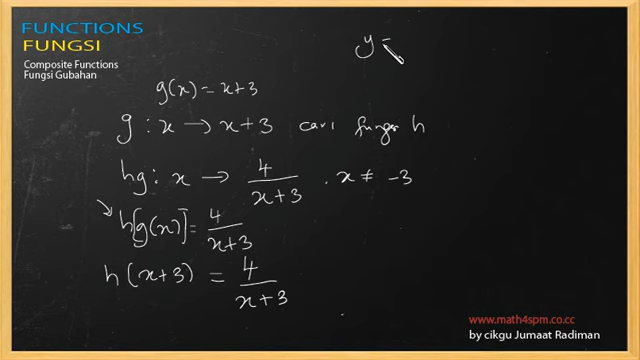 FUNCTIONS
FUNGSI
Composite Functions
Fungsi Gubahan
y =
g(x) = x+3
g : x → x+3 cari fungsi h
hg : x → 4/(x+3) . x ≠ -3
h[g(x)] = 4/(x+3)
h(x+3) = 4/(x+3)
www.math4spm.co.cc
by cikgu Jumaat Radiman